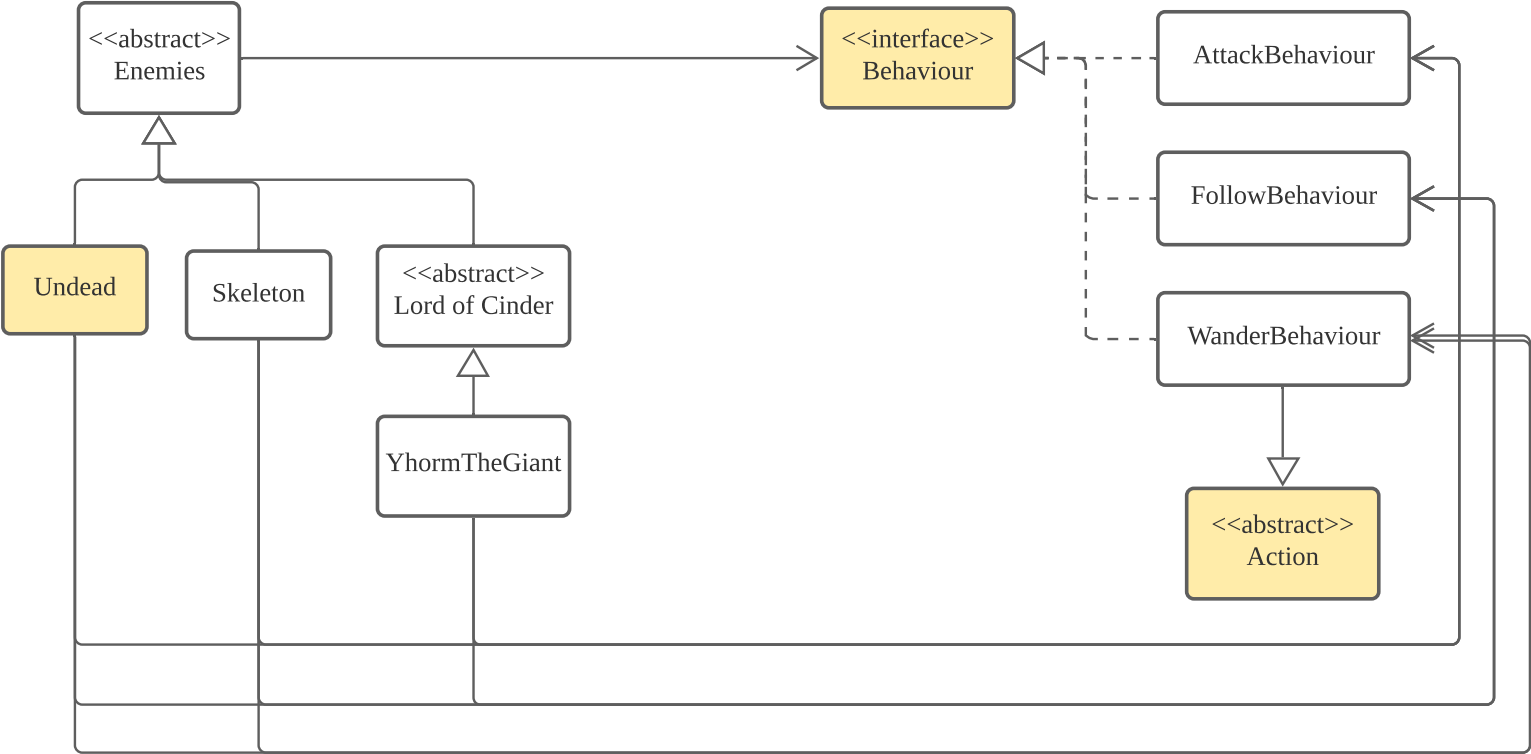 <<abstract>>
Enemies
<<interface>>
Behaviour
AttackBehaviour
FollowBehaviour
Undead
Skeleton
<<abstract>>
Lord of Cinder
WanderBehaviour
YhormTheGiant
<<abstract>>
Action